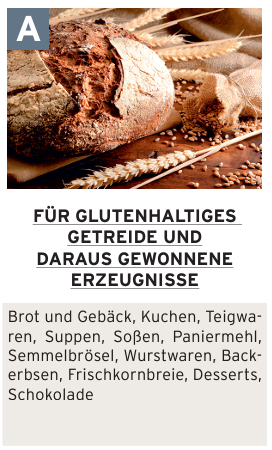 A
FÜR GLUTENHALTIGES
GETREIDE UND
DARAUS GEWONNENE
ERZEUGNISSE
Brot und Gebäck, Kuchen, Teigwa-
ren, Suppen, Soßen, Paniermehl,
Semmelbrösel, Wurstwaren, Back-
erbsen, Frischkornbreie, Desserts,
Schokolade